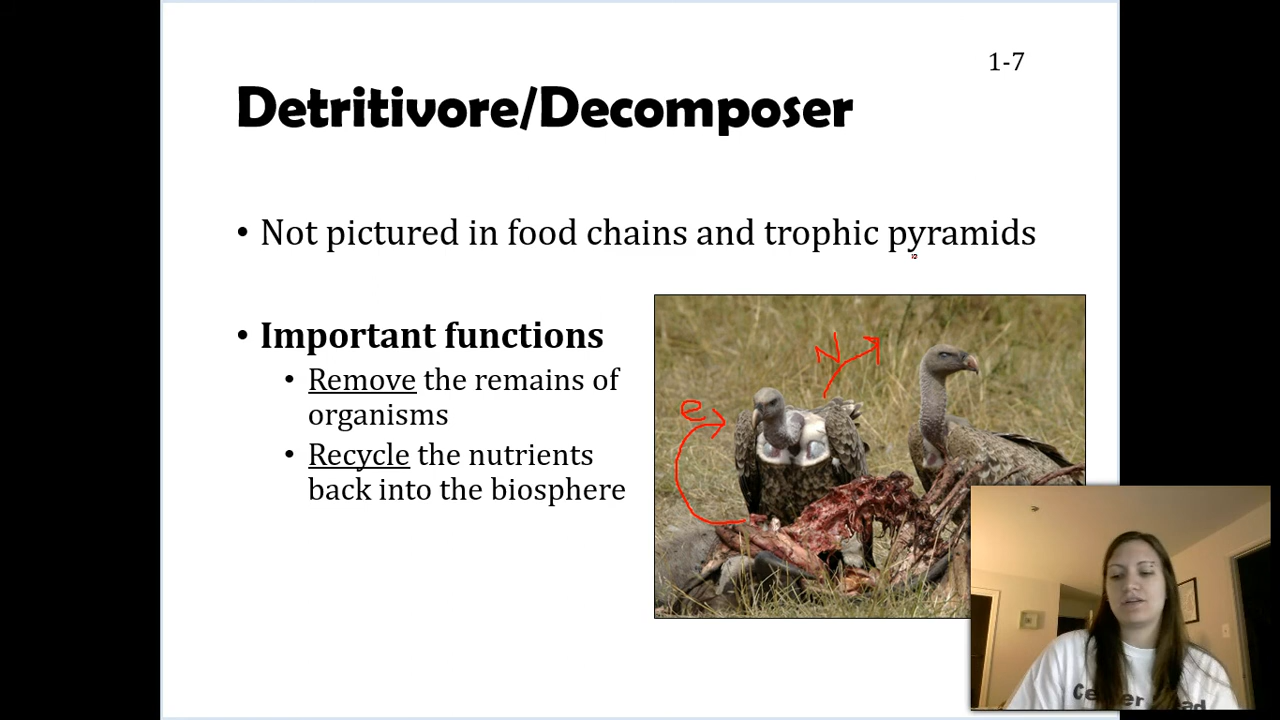 1-7
Detritivore/Decomposer
• Not pictured in food chains and trophic pyramids
• Important functions
• Remove the remains of
organisms
• Recycle the nutrients
back into the biosphere
N
e